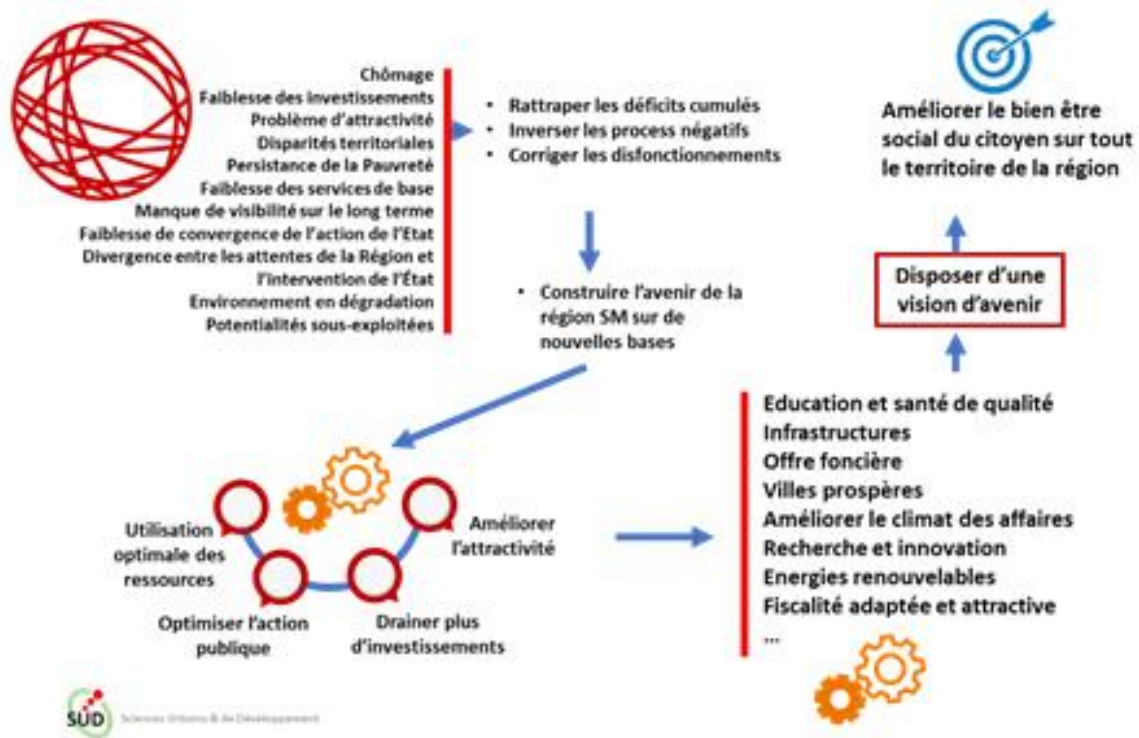 Chômage
Faiblesse des investissements
Problème d'attractivité
Disparités territoriales
Persistance de la Pauvreté
Faiblesse des services de base
Manque de visibilité sur le long terme
Faiblesse de convergence de l'action de l'Etat
Divergence entre les attentes de la Région et
l'intervention de l'État
Environnement en dégradation
Potentialités sous-exploitées
• Rattraper les déficits cumulés
• Inverser les process négatifs
• Corriger les disfonctionnements
• Construire l'avenir de la
région SM sur de
nouvelles bases
Utilisation
optimale des
ressources
Optimiser l'action
publique
Drainer plus
d'investissements
Améliorer
l'attractivité
Education et santé de qualité
Infrastructures
Offre foncière
Villes prospères
Améliorer le climat des affaires
Recherche et innovation
Energies renouvelables
Fiscalité adaptée et attractive
...
Disposer d'une
vision d'avenir
Améliorer le bien être
social du citoyen sur tout
le territoire de la région
SUD
Sciences Urbaines & de Développement